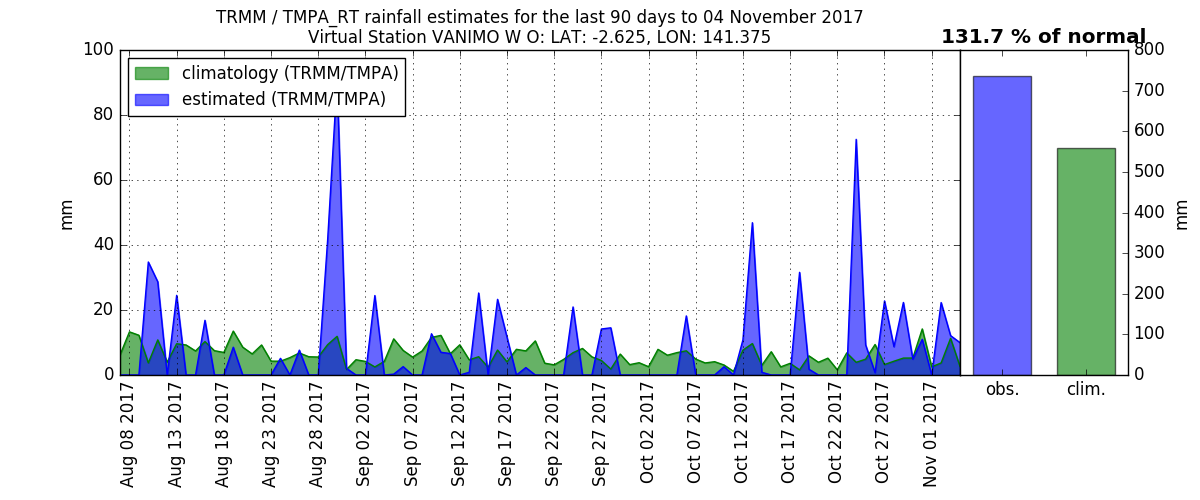 TRMM / TMPA_RT rainfall estimates for the last 90 days to 04 November 2017
Virtual Station VANIMO W O: LAT: -2.625, LON: 141.375
131.7 % of normal
climatology (TRMM/TMPA)
estimated (TRMM/TMPA)
100
80
60
40
20
0
mm
Aug 08 2017
Aug 13 2017
Aug 18 2017
Aug 23 2017
Aug 28 2017
Sep 02 2017
Sep 07 2017
Sep 12 2017
Sep 17 2017
Sep 22 2017
Sep 27 2017
Oct 02 2017
Oct 07 2017
Oct 12 2017
Oct 17 2017
Oct 22 2017
Oct 27 2017
Nov 01 2017
800
700
600
500
400
300
200
100
0
mm
obs.
clim.